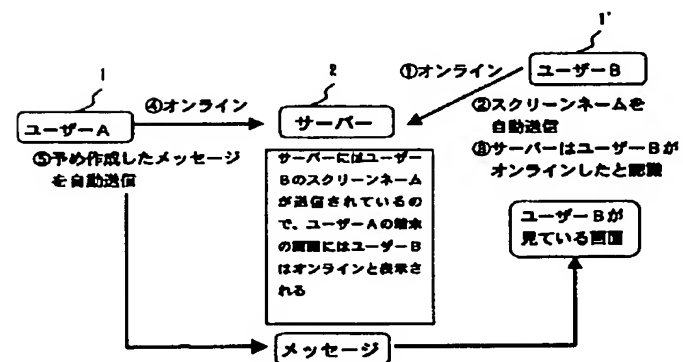 1'
1
2
①オンライン
ユーザーB
④オンライン
ユーザーA
サーバー
②スクリーンネームを
自動送信
③サーバーはユーザーBが
オンラインしたと認識
⑤予め作成したメッセージ
を自動送信
サーバーにはユーザー
Bのスクリーンネーム
が送信されているの
で、ユーザーAの端末
の画面にはユーザーB
はオンラインと表示さ
れる
ユーザーBが
見ている画面
メッセージ